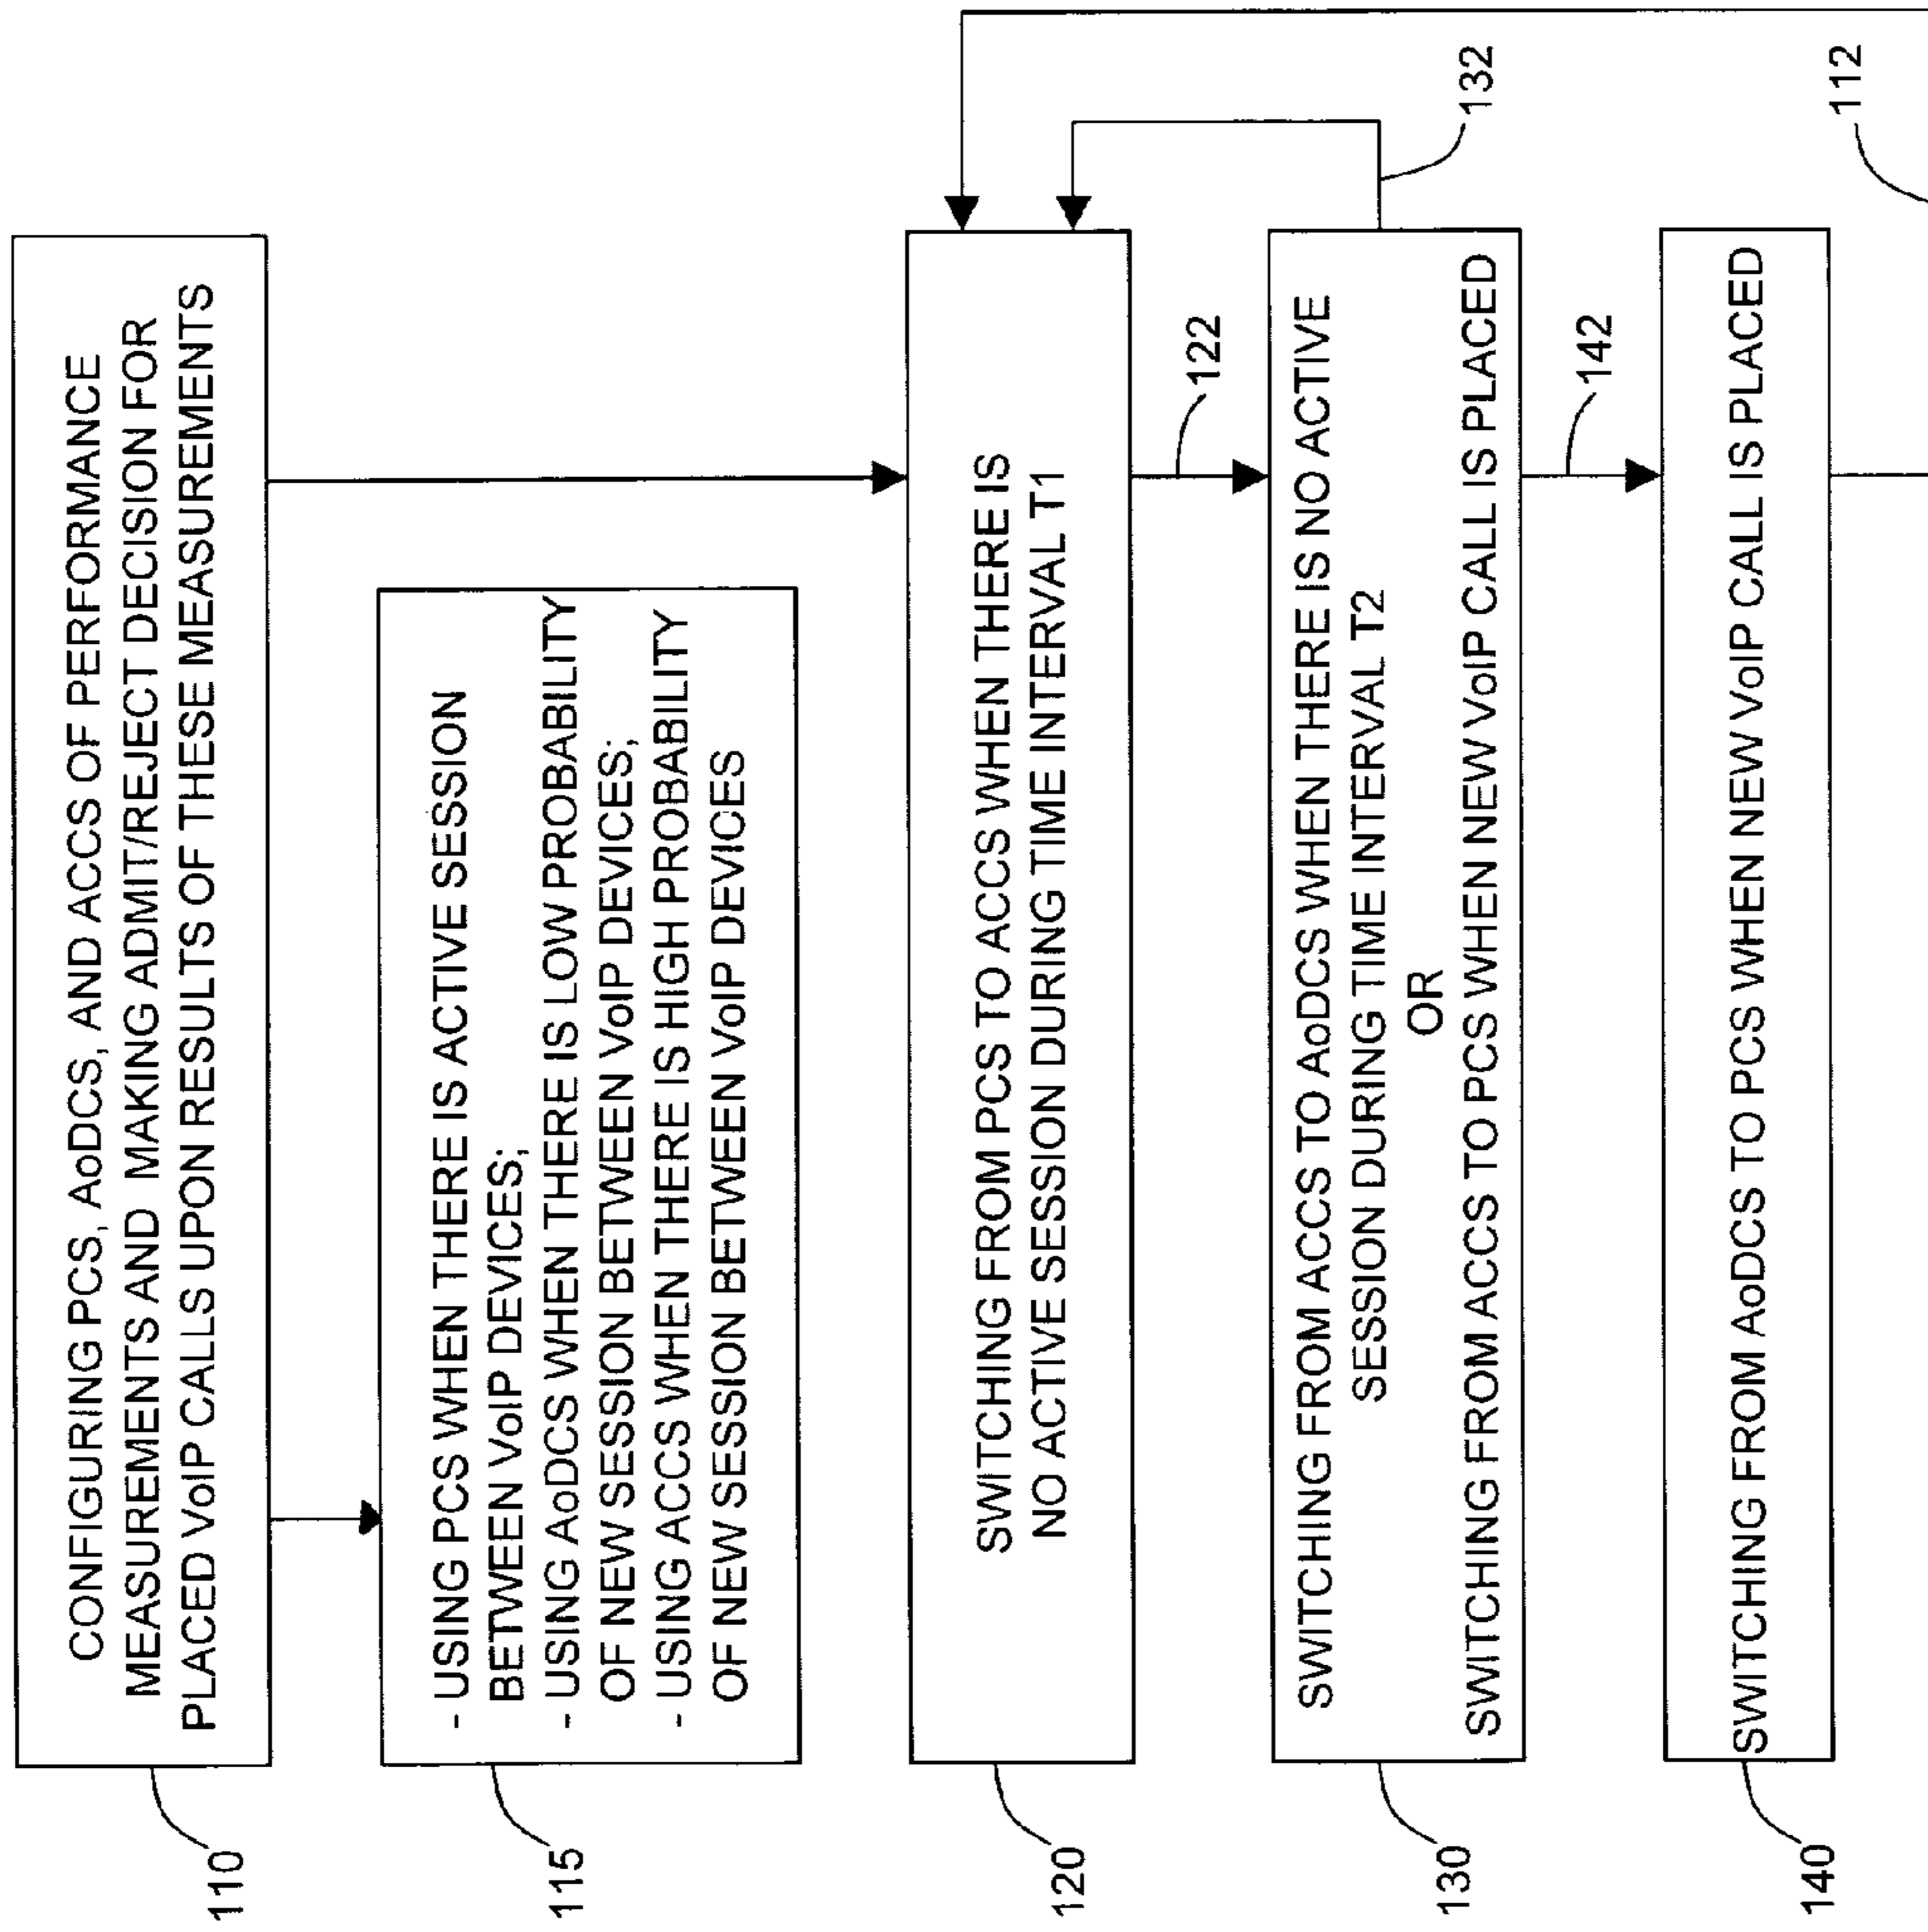 CONFIGURING PCS, AoDCS, AND ACCS OF PERFORMANCE
MEASUREMENTS AND MAKING ADMIT/REJECT DECISION FOR
PLACED VoIP CALLS UPON RESULTS OF THESE MEASUREMENTS
110
- USING PCS WHEN THERE IS ACTIVE SESSION
BETWEEN VoIP DEVICES;
- USING AoDCS WHEN THERE IS LOW PROBABILITY
OF NEW SESSION BETWEEN VoIP DEVICES;
- USING ACCS WHEN THERE IS HIGH PROBABILITY
OF NEW SESSION BETWEEN VoIP DEVICES
115
SWITCHING FROM PCS TO ACCS WHEN THERE IS
NO ACTIVE SESSION DURING TIME INTERVAL T1
120
122
SWITCHING FROM ACCS TO AoDCS WHEN THERE IS NO ACTIVE
SESSION DURING TIME INTERVAL T2
OR
SWITCHING FROM ACCS TO PCS WHEN NEW VoIP CALL IS PLACED
130
132
142
SWITCHING FROM AoDCS TO PCS WHEN NEW VoIP CALL IS PLACED
140
112